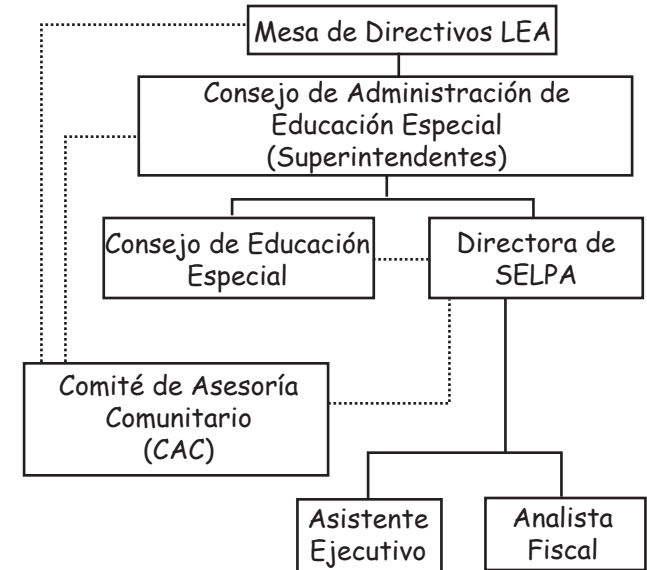 Mesa de Directivos LEA
Consejo de Administración de
Educación Especial
(Superintendentes)
Consejo de Educación
Especial
Directora de
SELPA
Comité de Asesoría
Comunitario
(CAC)
Asistente
Ejecutivo
Analista
Fiscal